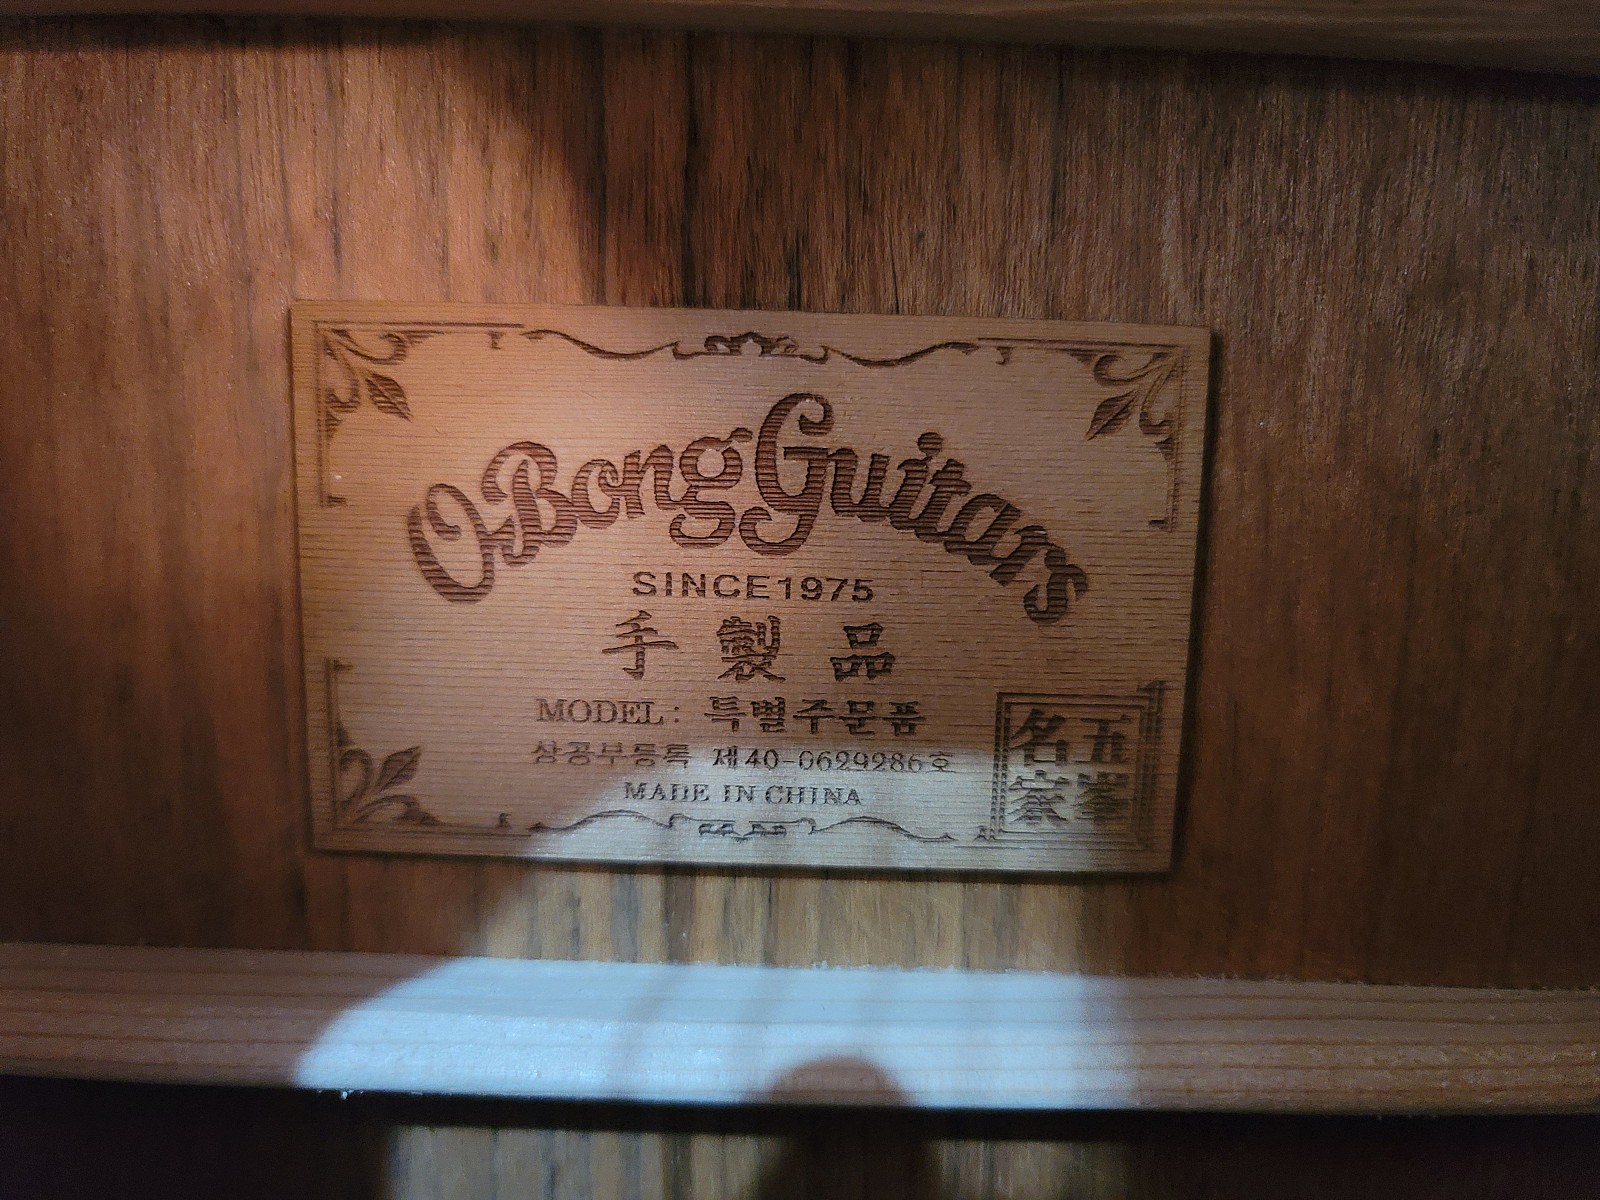 O-Bong Guitars
SINCE1975
手製品
MODEL: 특별주문품
상공부등록 제40-0629286호
MADE IN CHINA
五峯
名家